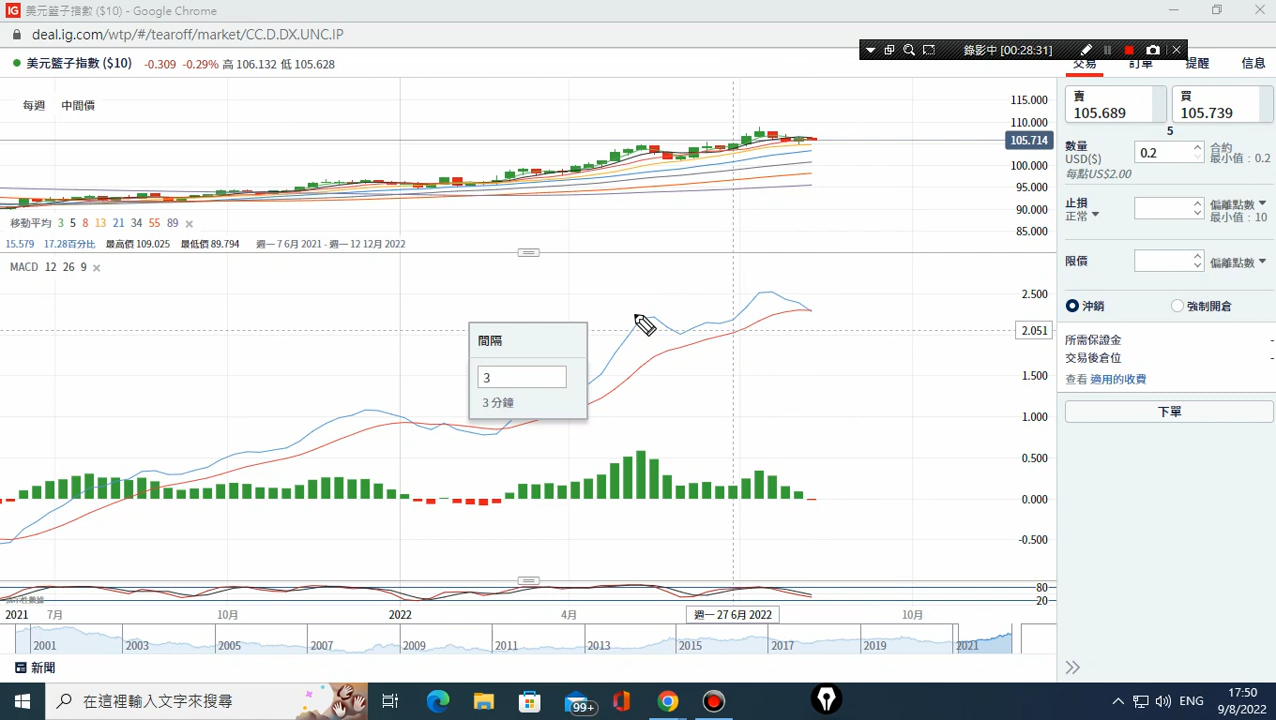 IG 美元籃子指數 ($10) - Google Chrome
deal.ig.com/wtp/#/tearoff/market/CC.D.DX.UNC.IP
錄影中 [00:28:31]
美元籃子指數 ($10) -0.309 -0.29% 高 106.132 低 105.628
交易 訂單 提醒 信息
每週 中間價
115.000
110.000
105.714
100.000
95.000
90.000
85.000
移動平均 3 5 8 13 21 34 55 89
15.579 17.28百分比 最高價 109.025 最低價 89.794 週一 7 6月 2021 - 週一 12 12月 2022
MACD 12 26 9
2.500
2.051
1.500
1.000
0.500
0.000
-0.500
間隔
3
3 分鐘
80
20
2021 7月 10月 2022 4月 週一 27 6月 2022 10月
2001 2003 2005 2007 2009 2011 2013 2015 2017 2019 2021
新聞
賣
105.689
買
105.739
5
數量
USD($)
每點US$2.00
0.2
合約
最小值 : 0.2
止損
正常
偏離點數
最小值 : 10
限價
偏離點數
沖銷 強制開倉
所需保證金 -
交易後倉位 -
查看 適用的收費
下單
在這裡輸入文字來搜尋
99+
ENG
17:50
9/8/2022